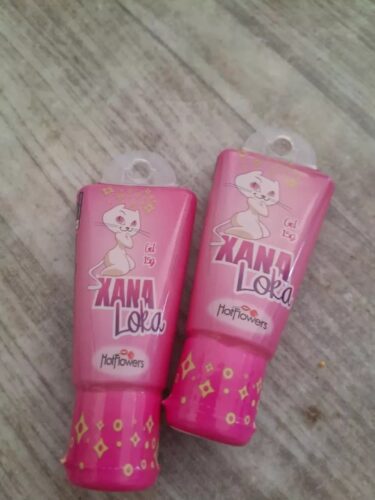 Gel
15g
XANA
Loka
HotFlowers
Gel
15g
XANA
Loka
HotFlowers